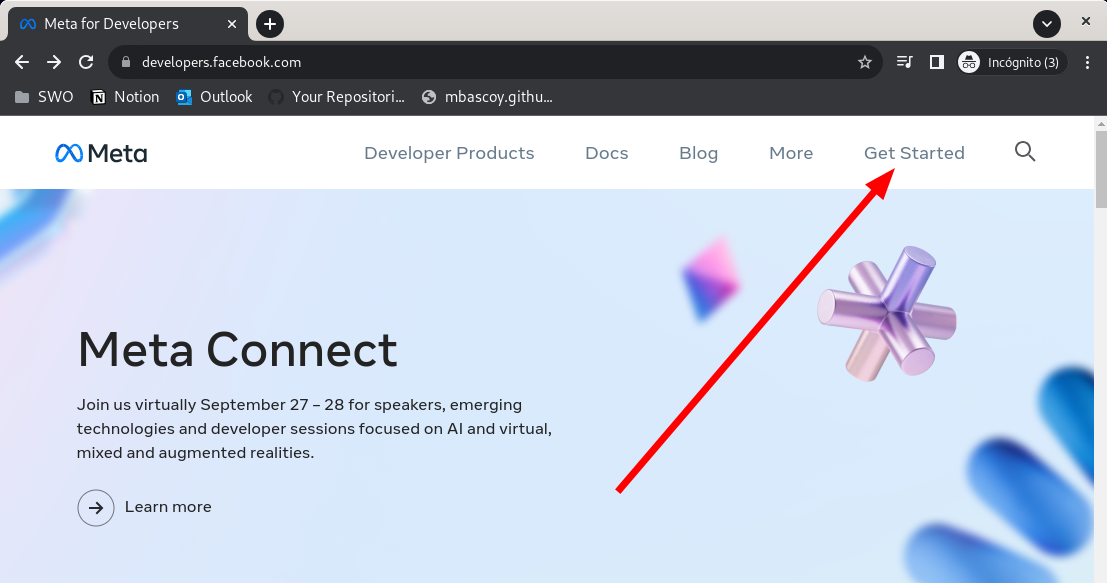 Meta for Developers
developers.facebook.com
Incógnito (3)
SWO
Notion
Outlook
Your Repositori...
mbascoy.githu...
Meta
Developer Products
Docs
Blog
More
Get Started
Meta Connect
Join us virtually September 27 – 28 for speakers, emerging
technologies and developer sessions focused on AI and virtual,
mixed and augmented realities.
Learn more